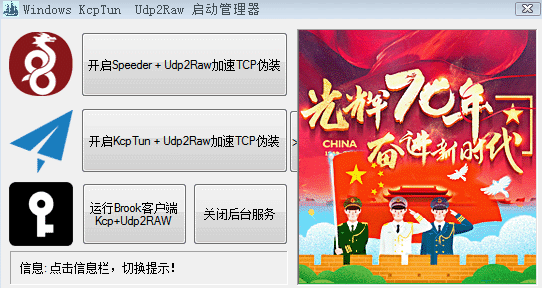 Windows KcpTun Udp2Raw 启动管理器
开启Speeder + Udp2Raw加速TCP伪装
开启KcpTun + Udp2Raw加速TCP伪装
>
运行Brook客户端
Kcp+Udp2RAW
关闭后台服务
信息:点击信息栏，切换提示!
光辉70年
CHINA
奋进新时代